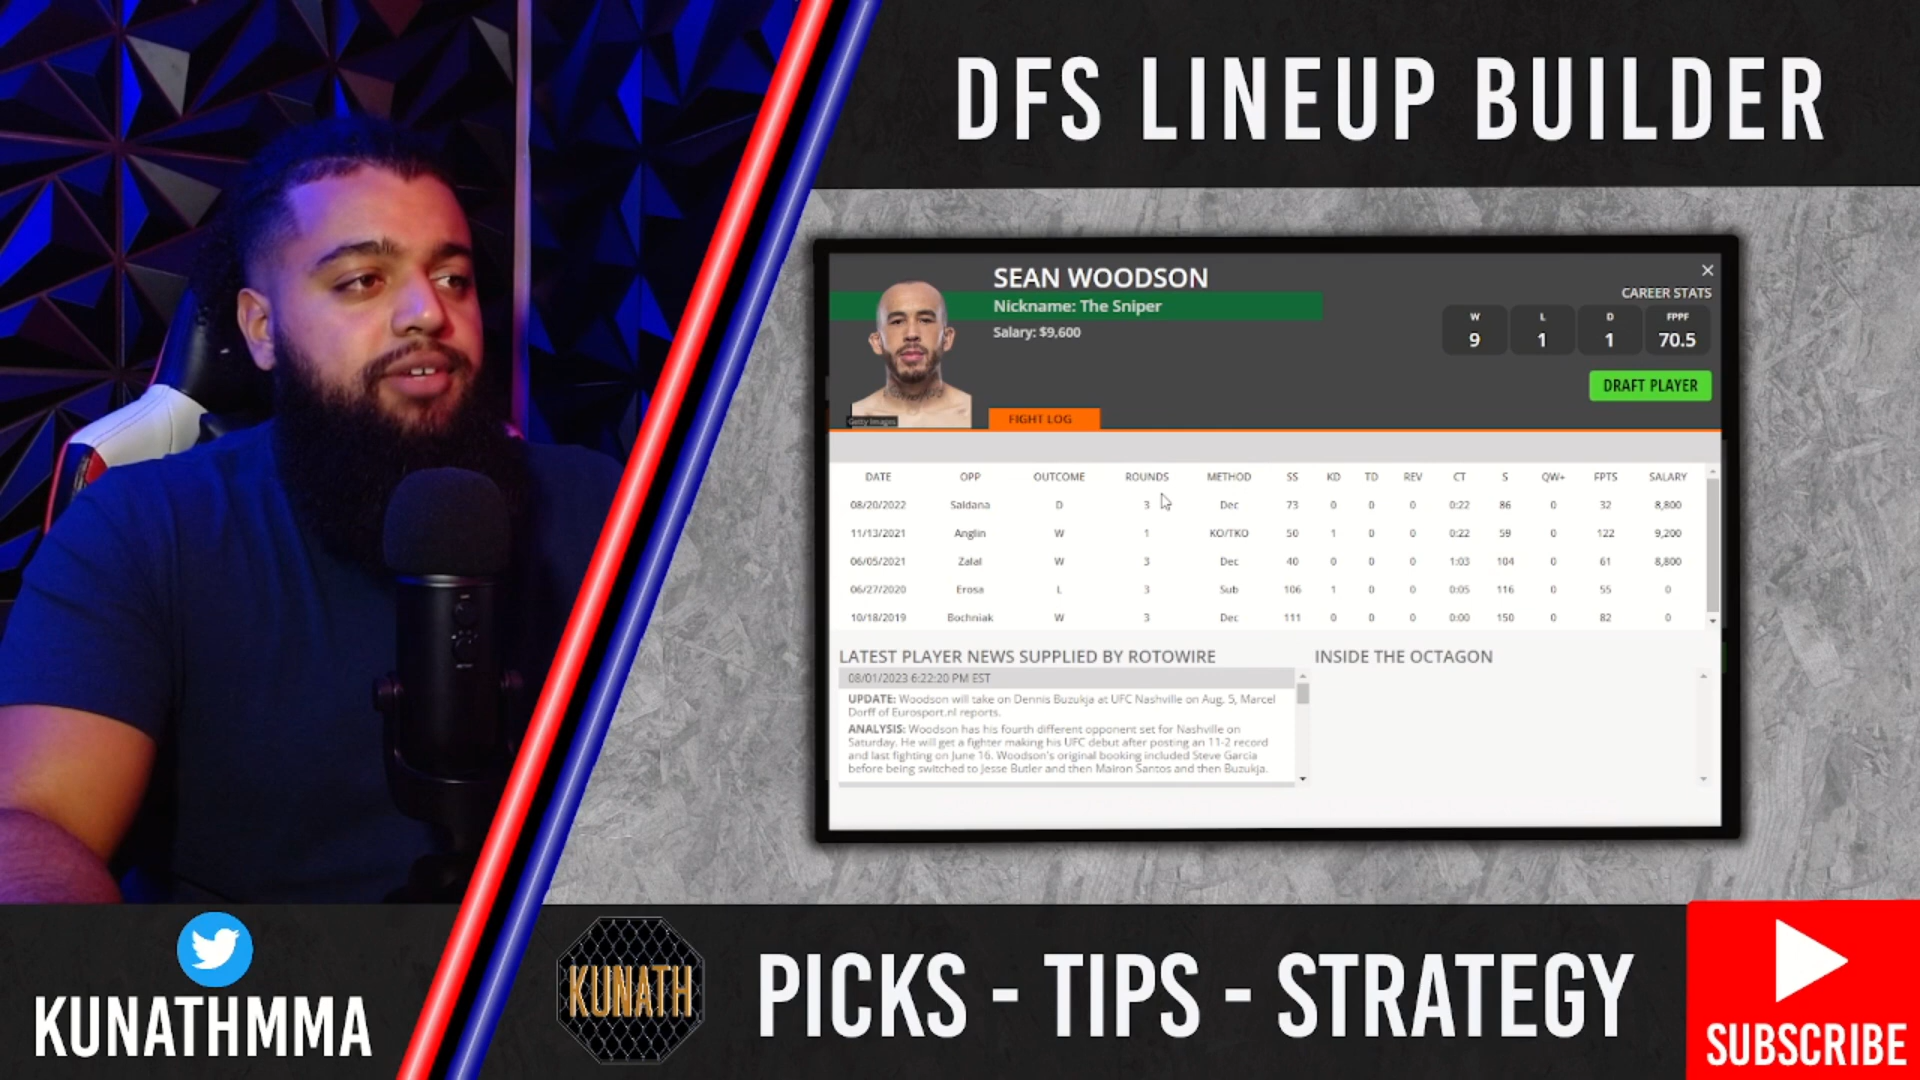 DFS LINEUP BUILDER
SEAN WOODSON
Nickname: The Sniper
Salary: $9,600
CAREER STATS
W L D FPPF
9 1 1 70.5
DRAFT PLAYER
Getty Images
FIGHT LOG
DATE OPP OUTCOME ROUNDS METHOD SS KD TD REV CT S QW+ FPTS SALARY
08/20/2022 Saldana D 3 Dec 73 0 0 0 0:22 86 0 32 8,800
11/13/2021 Anglin W 1 KO/TKO 50 1 0 0 0:22 59 0 122 9,200
06/05/2021 Zalal W 3 Dec 40 0 0 0 1:03 104 0 61 8,800
06/27/2020 Erosa L 3 Sub 106 1 0 0 0:05 116 0 55 0
10/18/2019 Bochniak W 3 Dec 111 0 0 0 0:00 150 0 82 0
LATEST PLAYER NEWS SUPPLIED BY ROTOWIRE
08/01/2023 6:22:20 PM EST
UPDATE: Woodson will take on Dennis Buzukja at UFC Nashville on Aug. 5, Marcel
Dorff of Eurosport.nl reports.
ANALYSIS: Woodson has his fourth different opponent set for Nashville on
Saturday. He will get a fighter making his UFC debut after posting an 11-2 record
and last fighting on June 16. Woodson's original booking included Steve Garcia
before being switched to Jesse Butler and then Mairon Santos and then Buzukja.
INSIDE THE OCTAGON
KUNATHMMA
KUNATH
PICKS - TIPS - STRATEGY
SUBSCRIBE